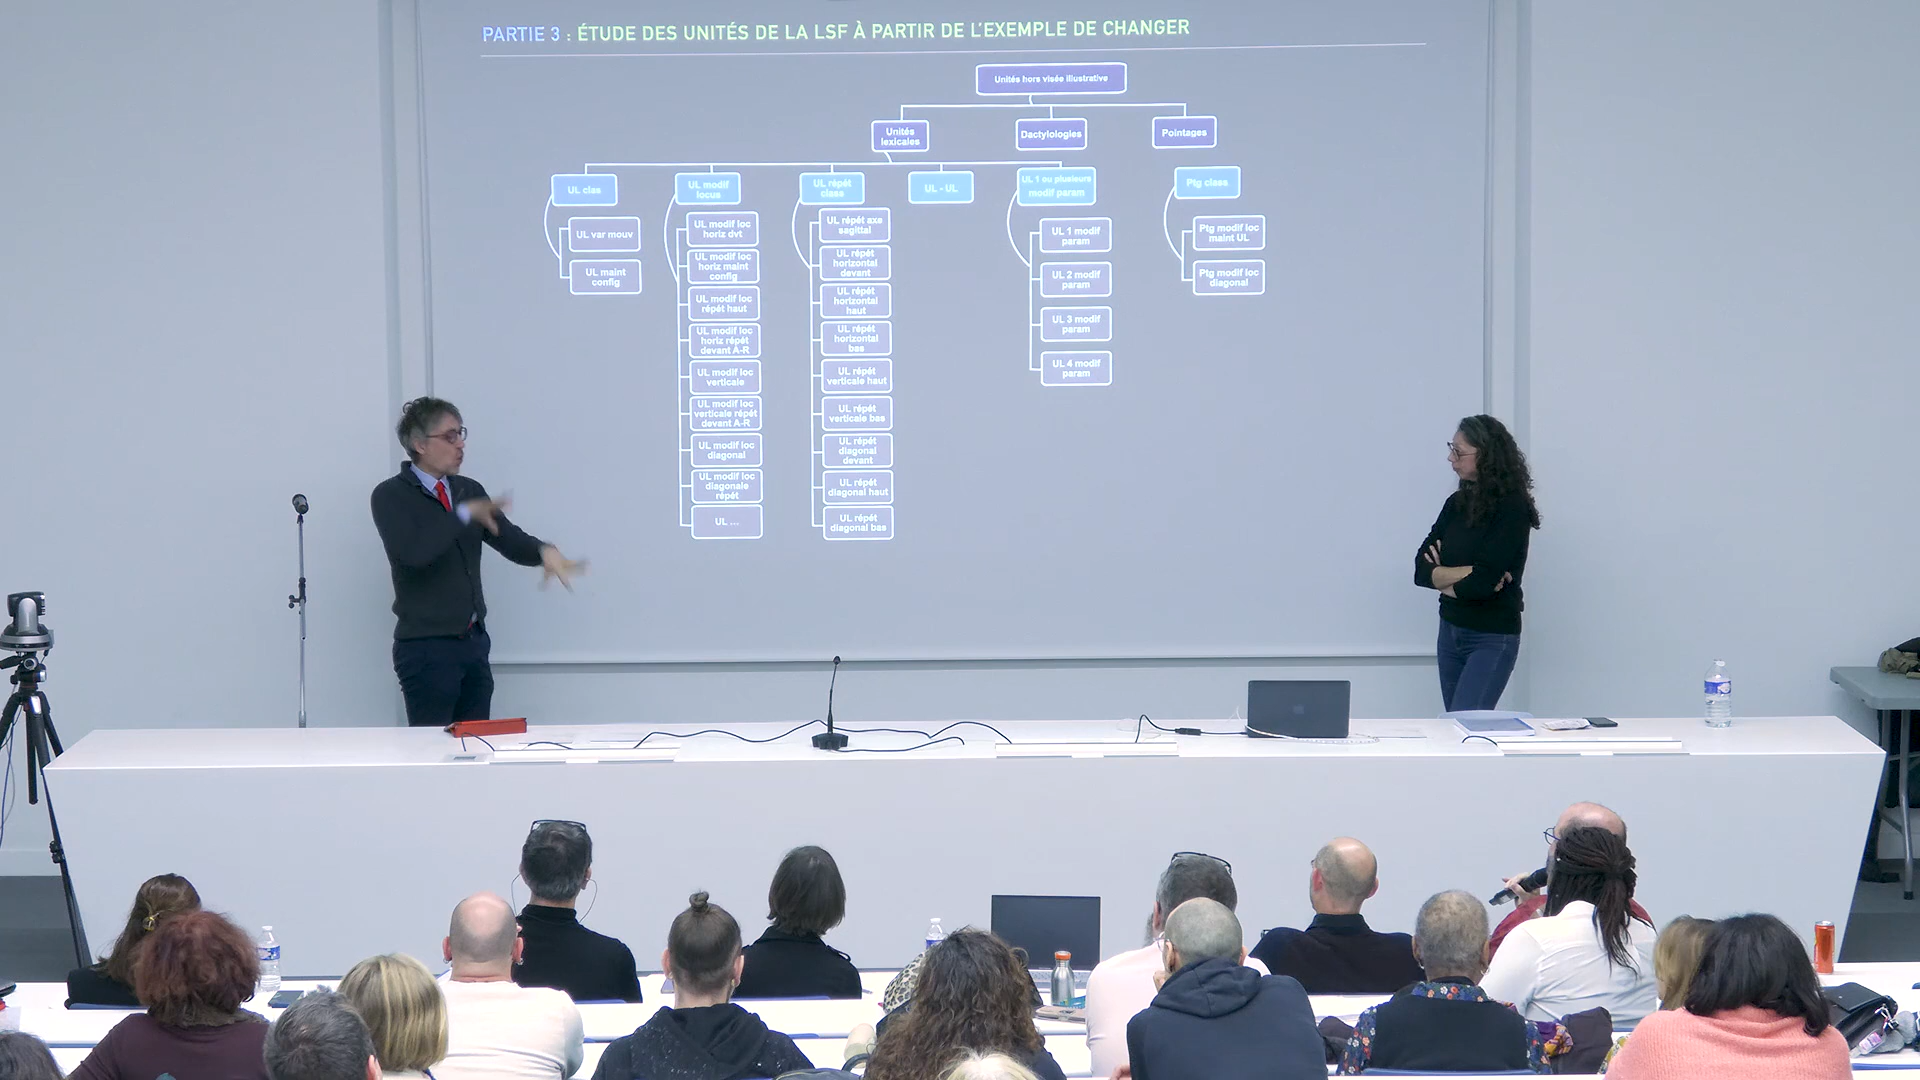 PARTIE 3 : ÉTUDE DES UNITÉS DE LA LSF À PARTIR DE L'EXEMPLE DE CHANGER
Unités hors visée illustrative
Unités
lexicales
Dactylologies
Pointages
UL clss
UL modif
locus
UL répét
class
UL - UL
UL 1 ou plusieurs
modif param
Ptg class
UL var mouv
UL maint
config
UL modif loc
horiz dvt
UL modif loc
horiz maint
config
UL modif loc
répét haut
UL modif loc
horiz répét
devant A-R
UL modif loc
verticale
UL modif loc
verticale répét
devant A-R
UL modif loc
diagonal
UL modif loc
diagonale
répét
UL ...
UL répét axe
sagittal
UL répét
horizontal
devant
UL répét
horizontal
haut
UL répét
horizontal
bas
UL répét
verticale haut
UL répét
verticale bas
UL répét
diagonal
devant
UL répét
diagonal haut
UL répét
diagonal bas
UL 1 modif
param
UL 2 modif
param
UL 3 modif
param
UL 4 modif
param
Ptg modif loc
maint UL
Ptg modif loc
diagonal